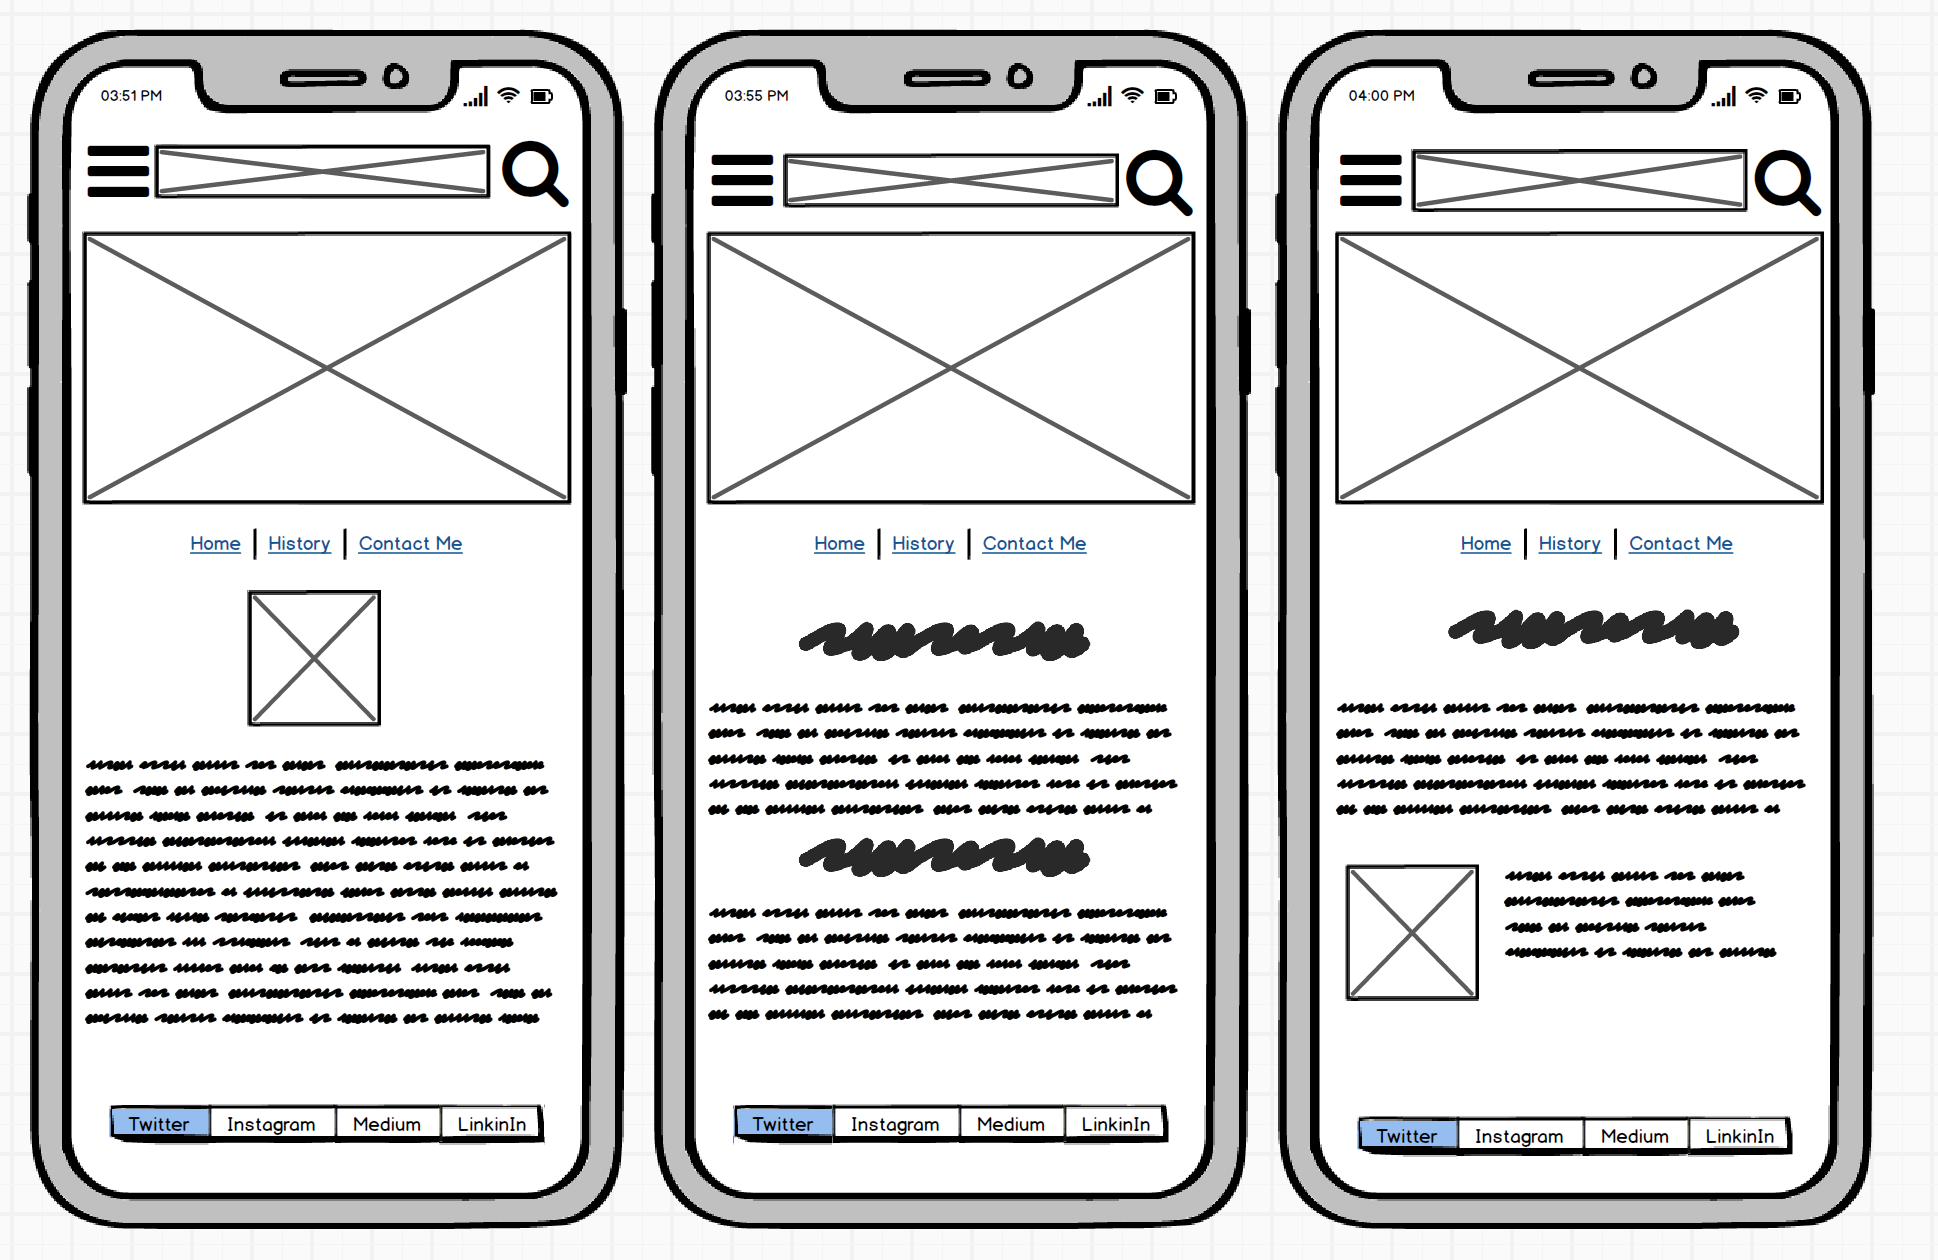 03:51 PM
Home | History | Contact Me
Twitter Instagram Medium LinkinIn
03:55 PM
Home | History | Contact Me
Twitter Instagram Medium LinkinIn
04:00 PM
Home | History | Contact Me
Twitter Instagram Medium LinkinIn